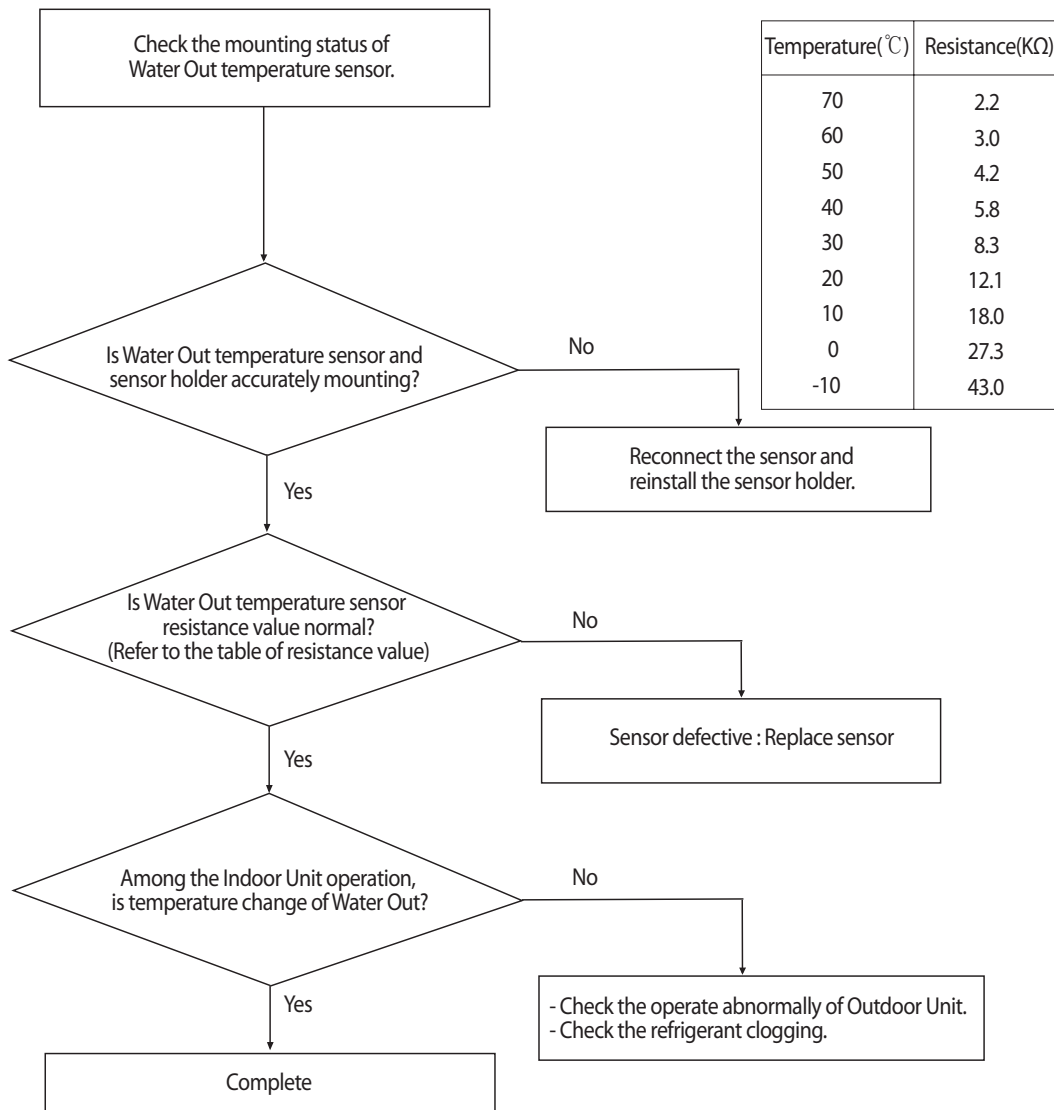 Check the mounting status of
Water Out temperature sensor.
Temperature(℃) Resistance(KΩ)
70 2.2
60 3.0
50 4.2
40 5.8
30 8.3
20 12.1
10 18.0
0 27.3
-10 43.0
Is Water Out temperature sensor and
sensor holder accurately mounting?
No
Reconnect the sensor and
reinstall the sensor holder.
Yes
Is Water Out temperature sensor
resistance value normal?
(Refer to the table of resistance value)
No
Sensor defective : Replace sensor
Yes
Among the Indoor Unit operation,
is temperature change of Water Out?
No
- Check the operate abnormally of Outdoor Unit.
- Check the refrigerant clogging.
Yes
Complete